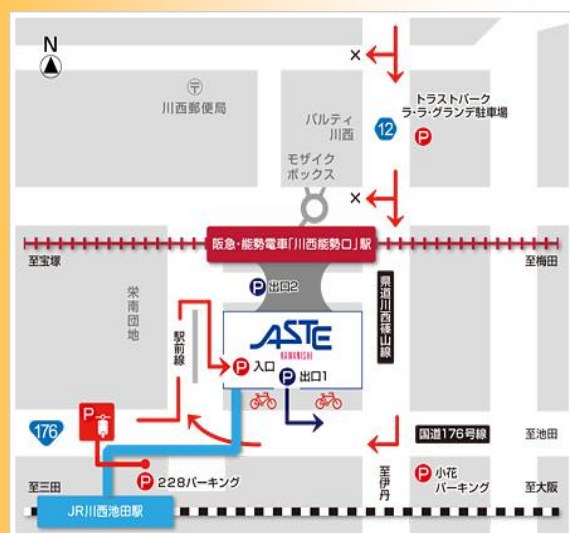 N
〒
川西郵便局
パルティ
川西
12
トラストパーク
ラ・ラ・グランデ駐車場
P
モザイク
ボックス
×
×
阪急・能勢電車「川西能勢口」駅
至宝塚
至梅田
P 出口2
栄南団地
駅前線
県道川西篠山線
ASTE
KAWANISHI
P 入口
P 出口1
176
P
国道176号線
至池田
至三田
P 228パーキング
至伊丹
P 小花
パーキング
至大阪
JR川西池田駅